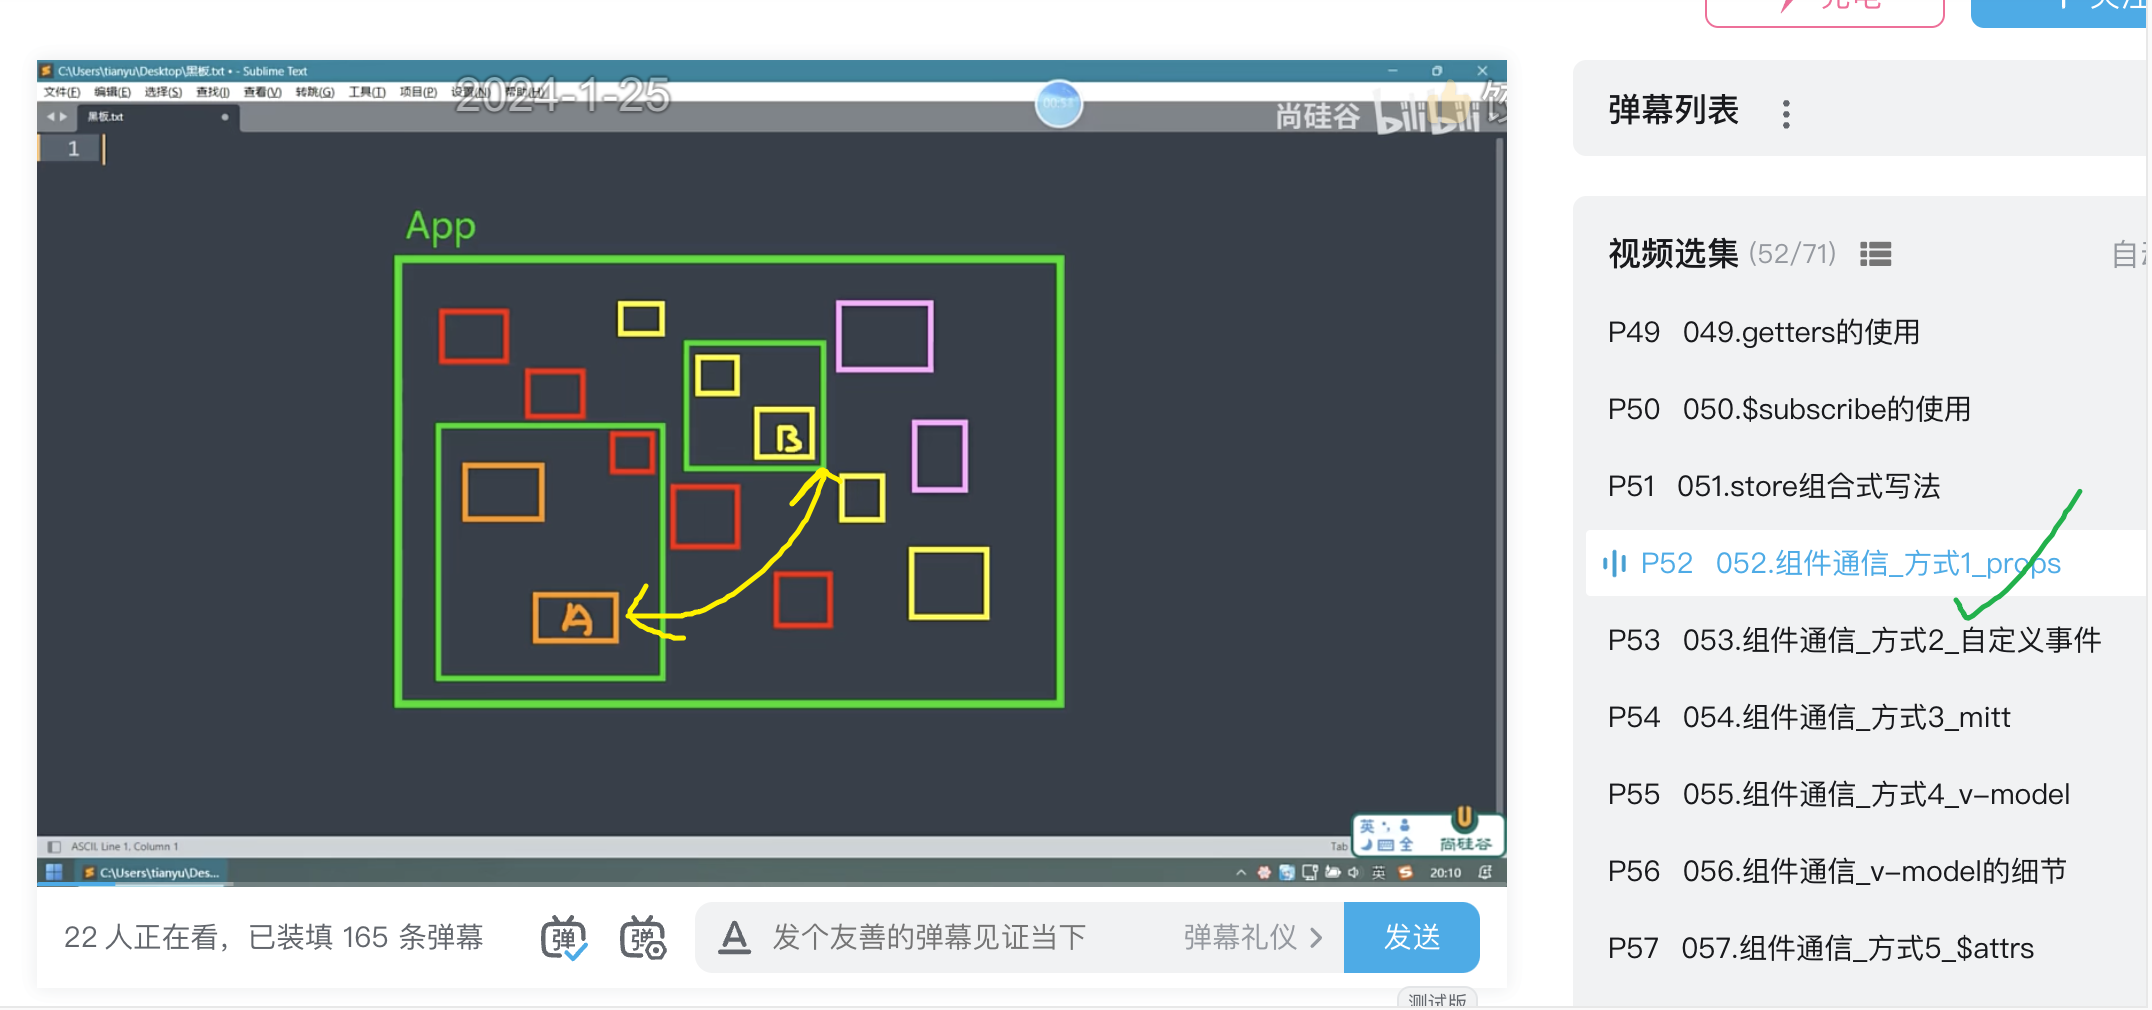 充电
+ 关注
C:\Users\tianyu\Desktop\黑板.txt • - Sublime Text
文件(F) 编辑(E) 选择(S) 查找(I) 查看(V) 转跳(G) 工具(T) 项目(P) 设置(N) 帮助(H)
2024-1-25
黑板.txt
尚硅谷 bilibili
1
App
B
A
英
全
尚硅谷
ASCII, Line 1, Column 1
Tab
C:\Users\tianyu\Des...
英
20:10
22 人正在看，已装填 165 条弹幕
弹
弹
A 发个友善的弹幕见证当下
弹幕礼仪 >
发送
测试版
弹幕列表
视频选集 (52/71)
P49 049.getters的使用
P50 050.$subscribe的使用
P51 051.store组合式写法
P52 052.组件通信_方式1_props
P53 053.组件通信_方式2_自定义事件
P54 054.组件通信_方式3_mitt
P55 055.组件通信_方式4_v-model
P56 056.组件通信_v-model的细节
P57 057.组件通信_方式5_$attrs